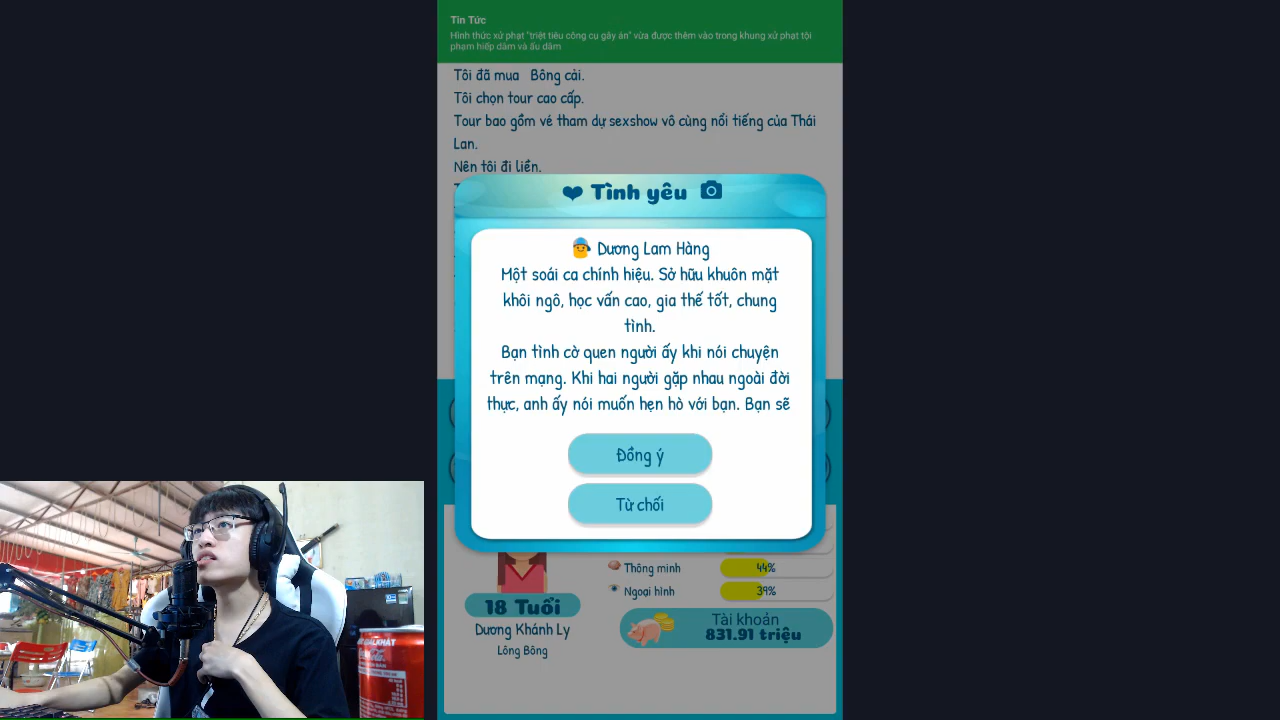 Tin Tức
Hình thức xử phạt "triệt tiêu công cụ gây án" vừa được thêm vào trong khung xử phạt tội
phạm hiếp dâm và ấu dâm
Tôi đã mua Bông cải.
Tôi chọn tour cao cấp.
Tour bao gồm vé tham dự sexshow vô cùng nổi tiếng của Thái
Lan.
Nên tôi đi liền.
Tình yêu
Dương Lam Hàng
Một soái ca chính hiệu. Sở hữu khuôn mặt
khôi ngô, học vấn cao, gia thế tốt, chung
tình.
Bạn tình cờ quen người ấy khi nói chuyện
trên mạng. Khi hai người gặp nhau ngoài đời
thực, anh ấy nói muốn hẹn hò với bạn. Bạn sẽ
Đồng ý
Từ chối
Thông minh 44%
Ngoại hình 39%
18 Tuổi
Dương Khánh Ly
Lông Bông
Tài khoản
831.91 triệu